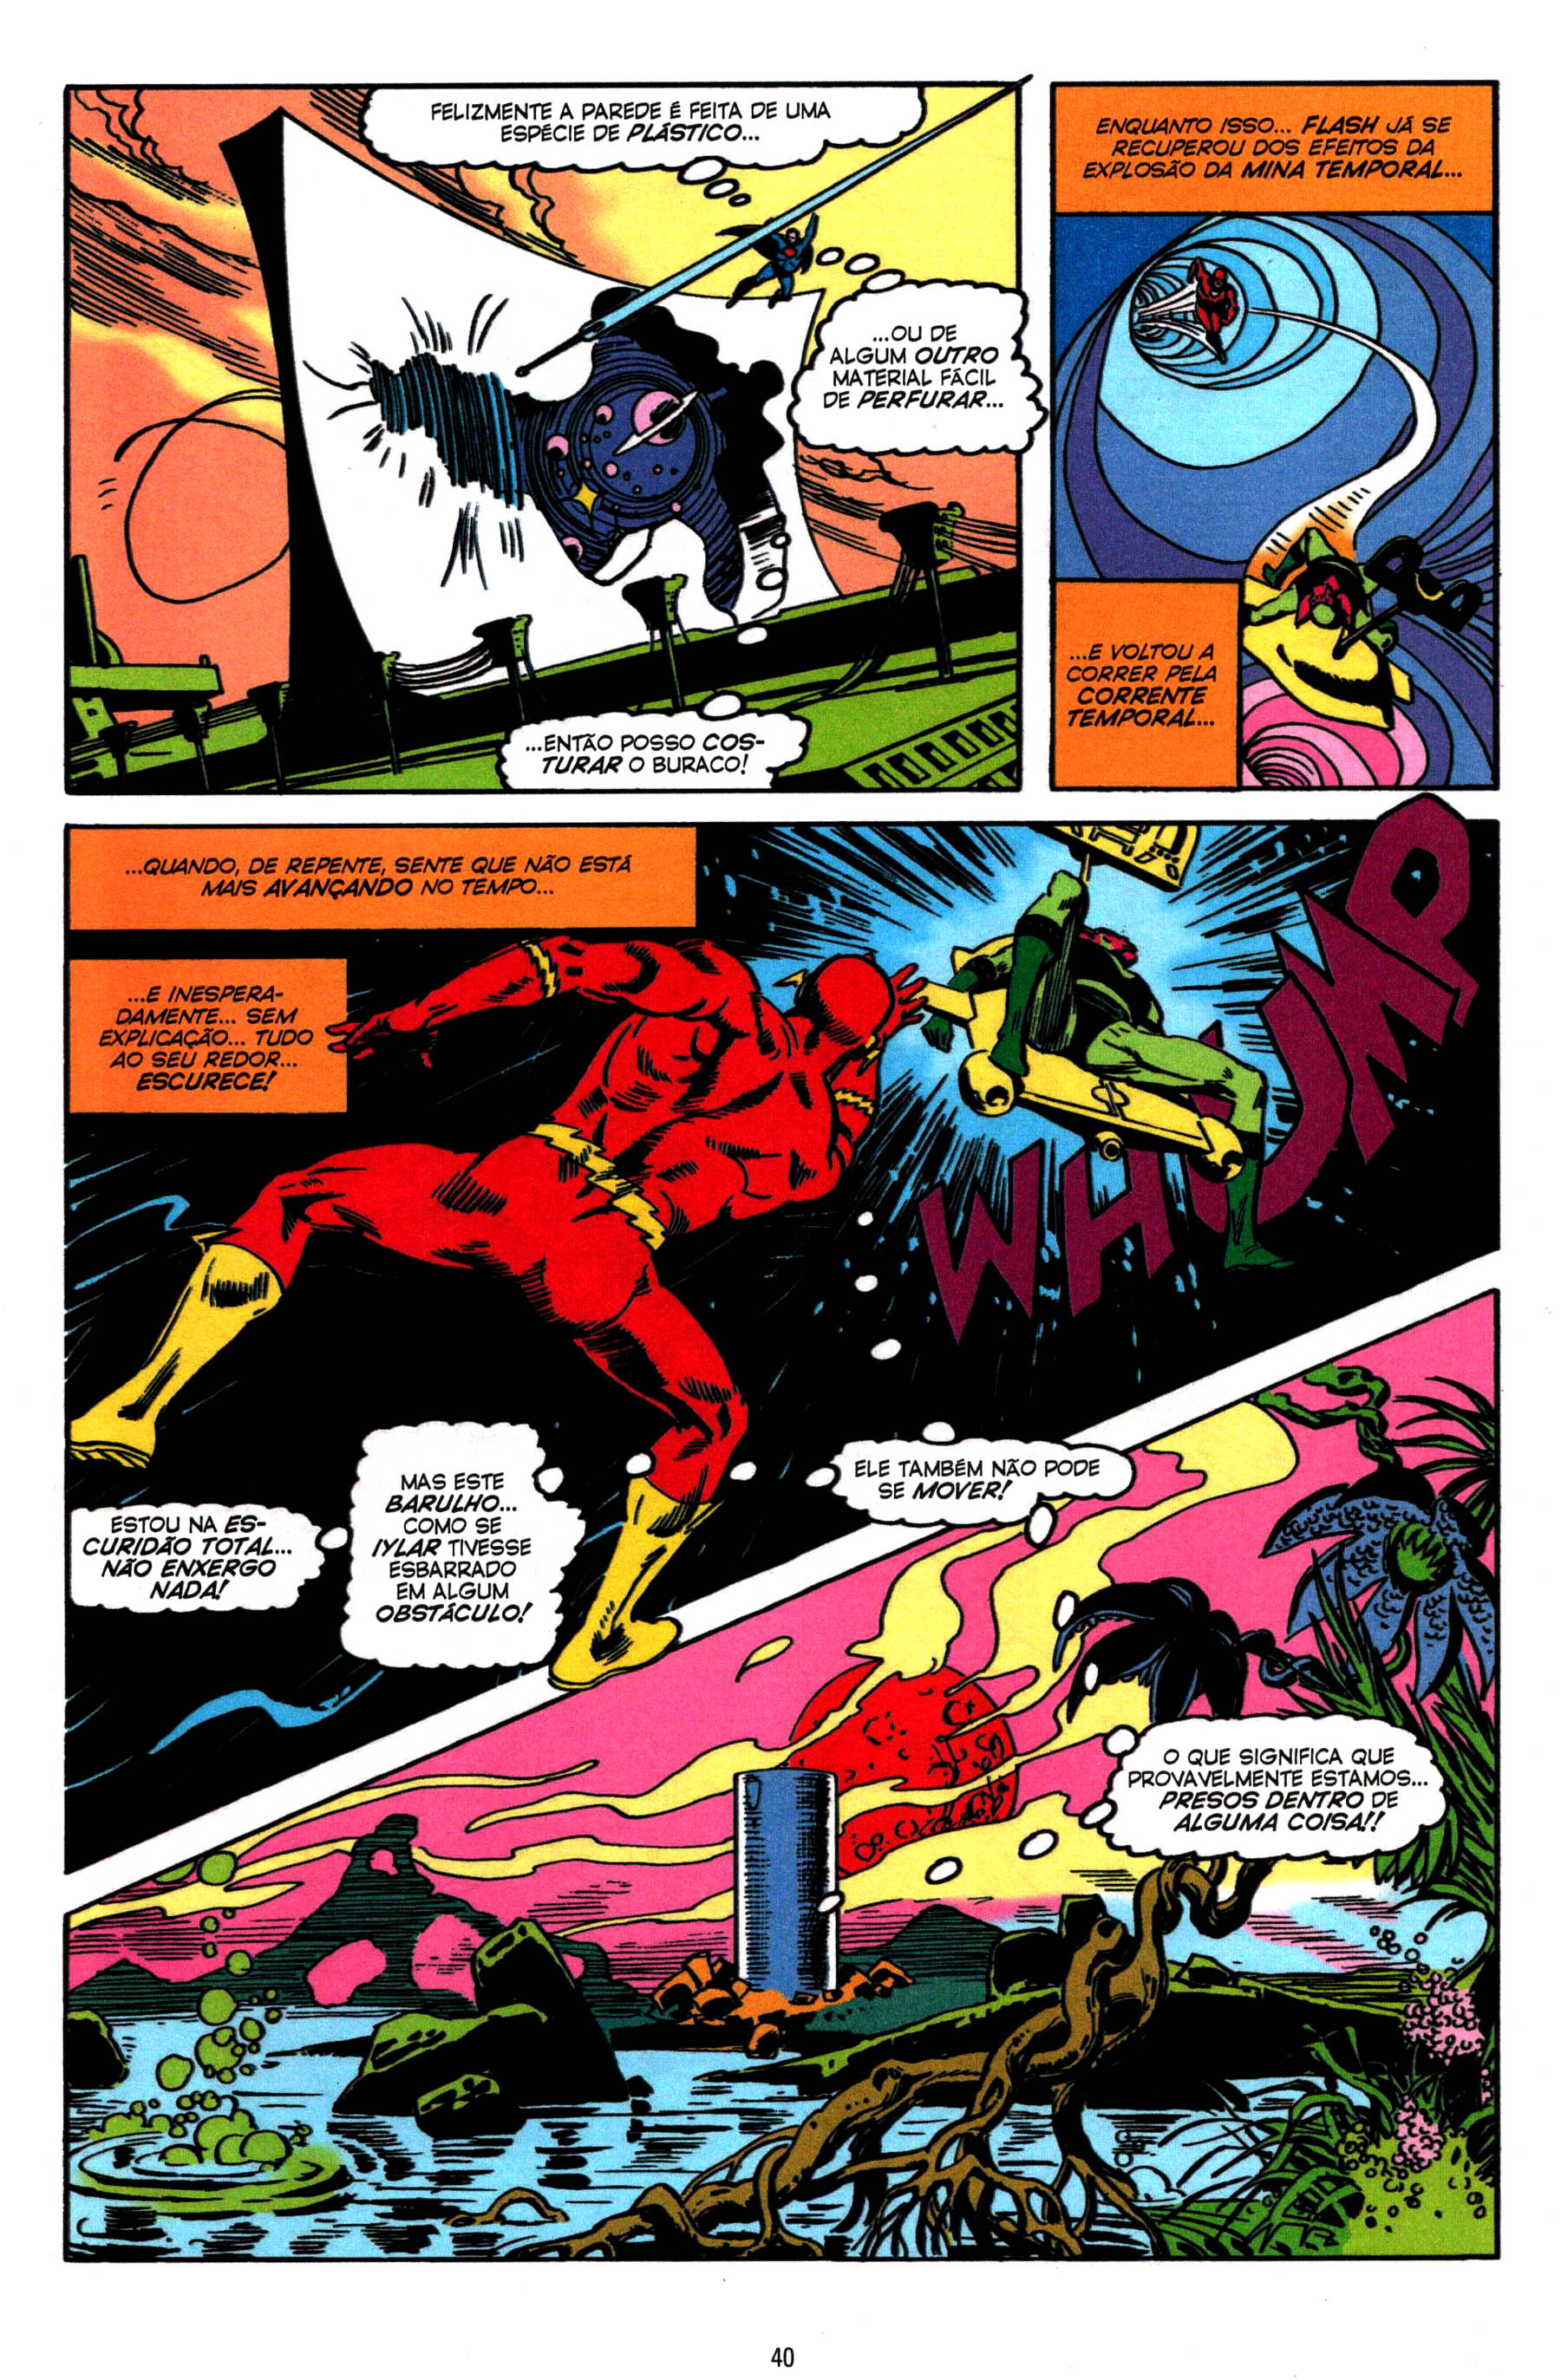 FELIZMENTE A PAREDE É FEITA DE UMA
ESPÉCIE DE PLÁSTICO...
...OU DE
ALGUM OUTRO
MATERIAL FÁCIL
DE PERFURAR...
...ENTÃO POSSO COS-
TURAR O BURACO!
ENQUANTO ISSO... FLASH JÁ SE
RECUPEROU DOS EFEITOS DA
EXPLOSÃO DA MINA TEMPORAL...
...E VOLTOU A
CORRER PELA
CORRENTE
TEMPORAL...
...QUANDO, DE REPENTE, SENTE QUE NÃO ESTÁ
MAIS AVANÇANDO NO TEMPO...
...E INESPERA-
DAMENTE... SEM
EXPLICAÇÃO... TUDO
AO SEU REDOR...
ESCURECE!
WHUMP
ESTOU NA ES-
CURIDÃO TOTAL...
NÃO ENXERGO
NADA!
MAS ESTE
BARULHO...
COMO SE
IYLAR TIVESSE
ESBARRADO
EM ALGUM
OBSTÁCULO!
ELE TAMBÉM NÃO PODE
SE MOVER!
O QUE SIGNIFICA QUE
PROVAVELMENTE ESTAMOS...
PRESOS DENTRO DE
ALGUMA COISA!!
40